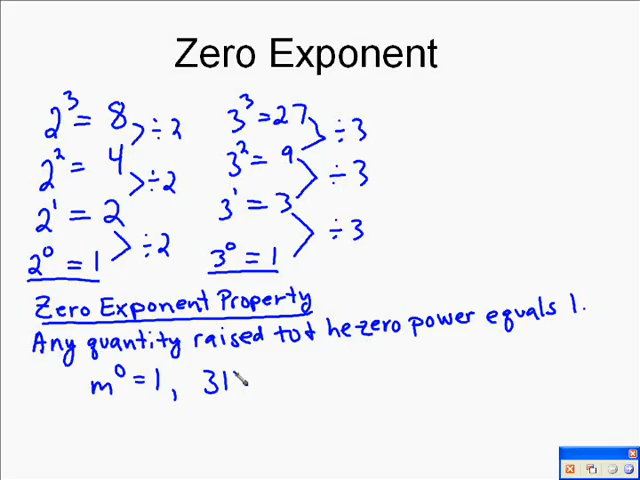 Zero Exponent
2³ = 8 ÷2 3³ = 27 ÷3
2² = 4 ÷2 3² = 9 ÷3
2¹ = 2 ÷2 3¹ = 3 ÷3
2⁰ = 1 3⁰ = 1
Zero Exponent Property
Any quantity raised to t he zero power equals 1.
m⁰ = 1, 31